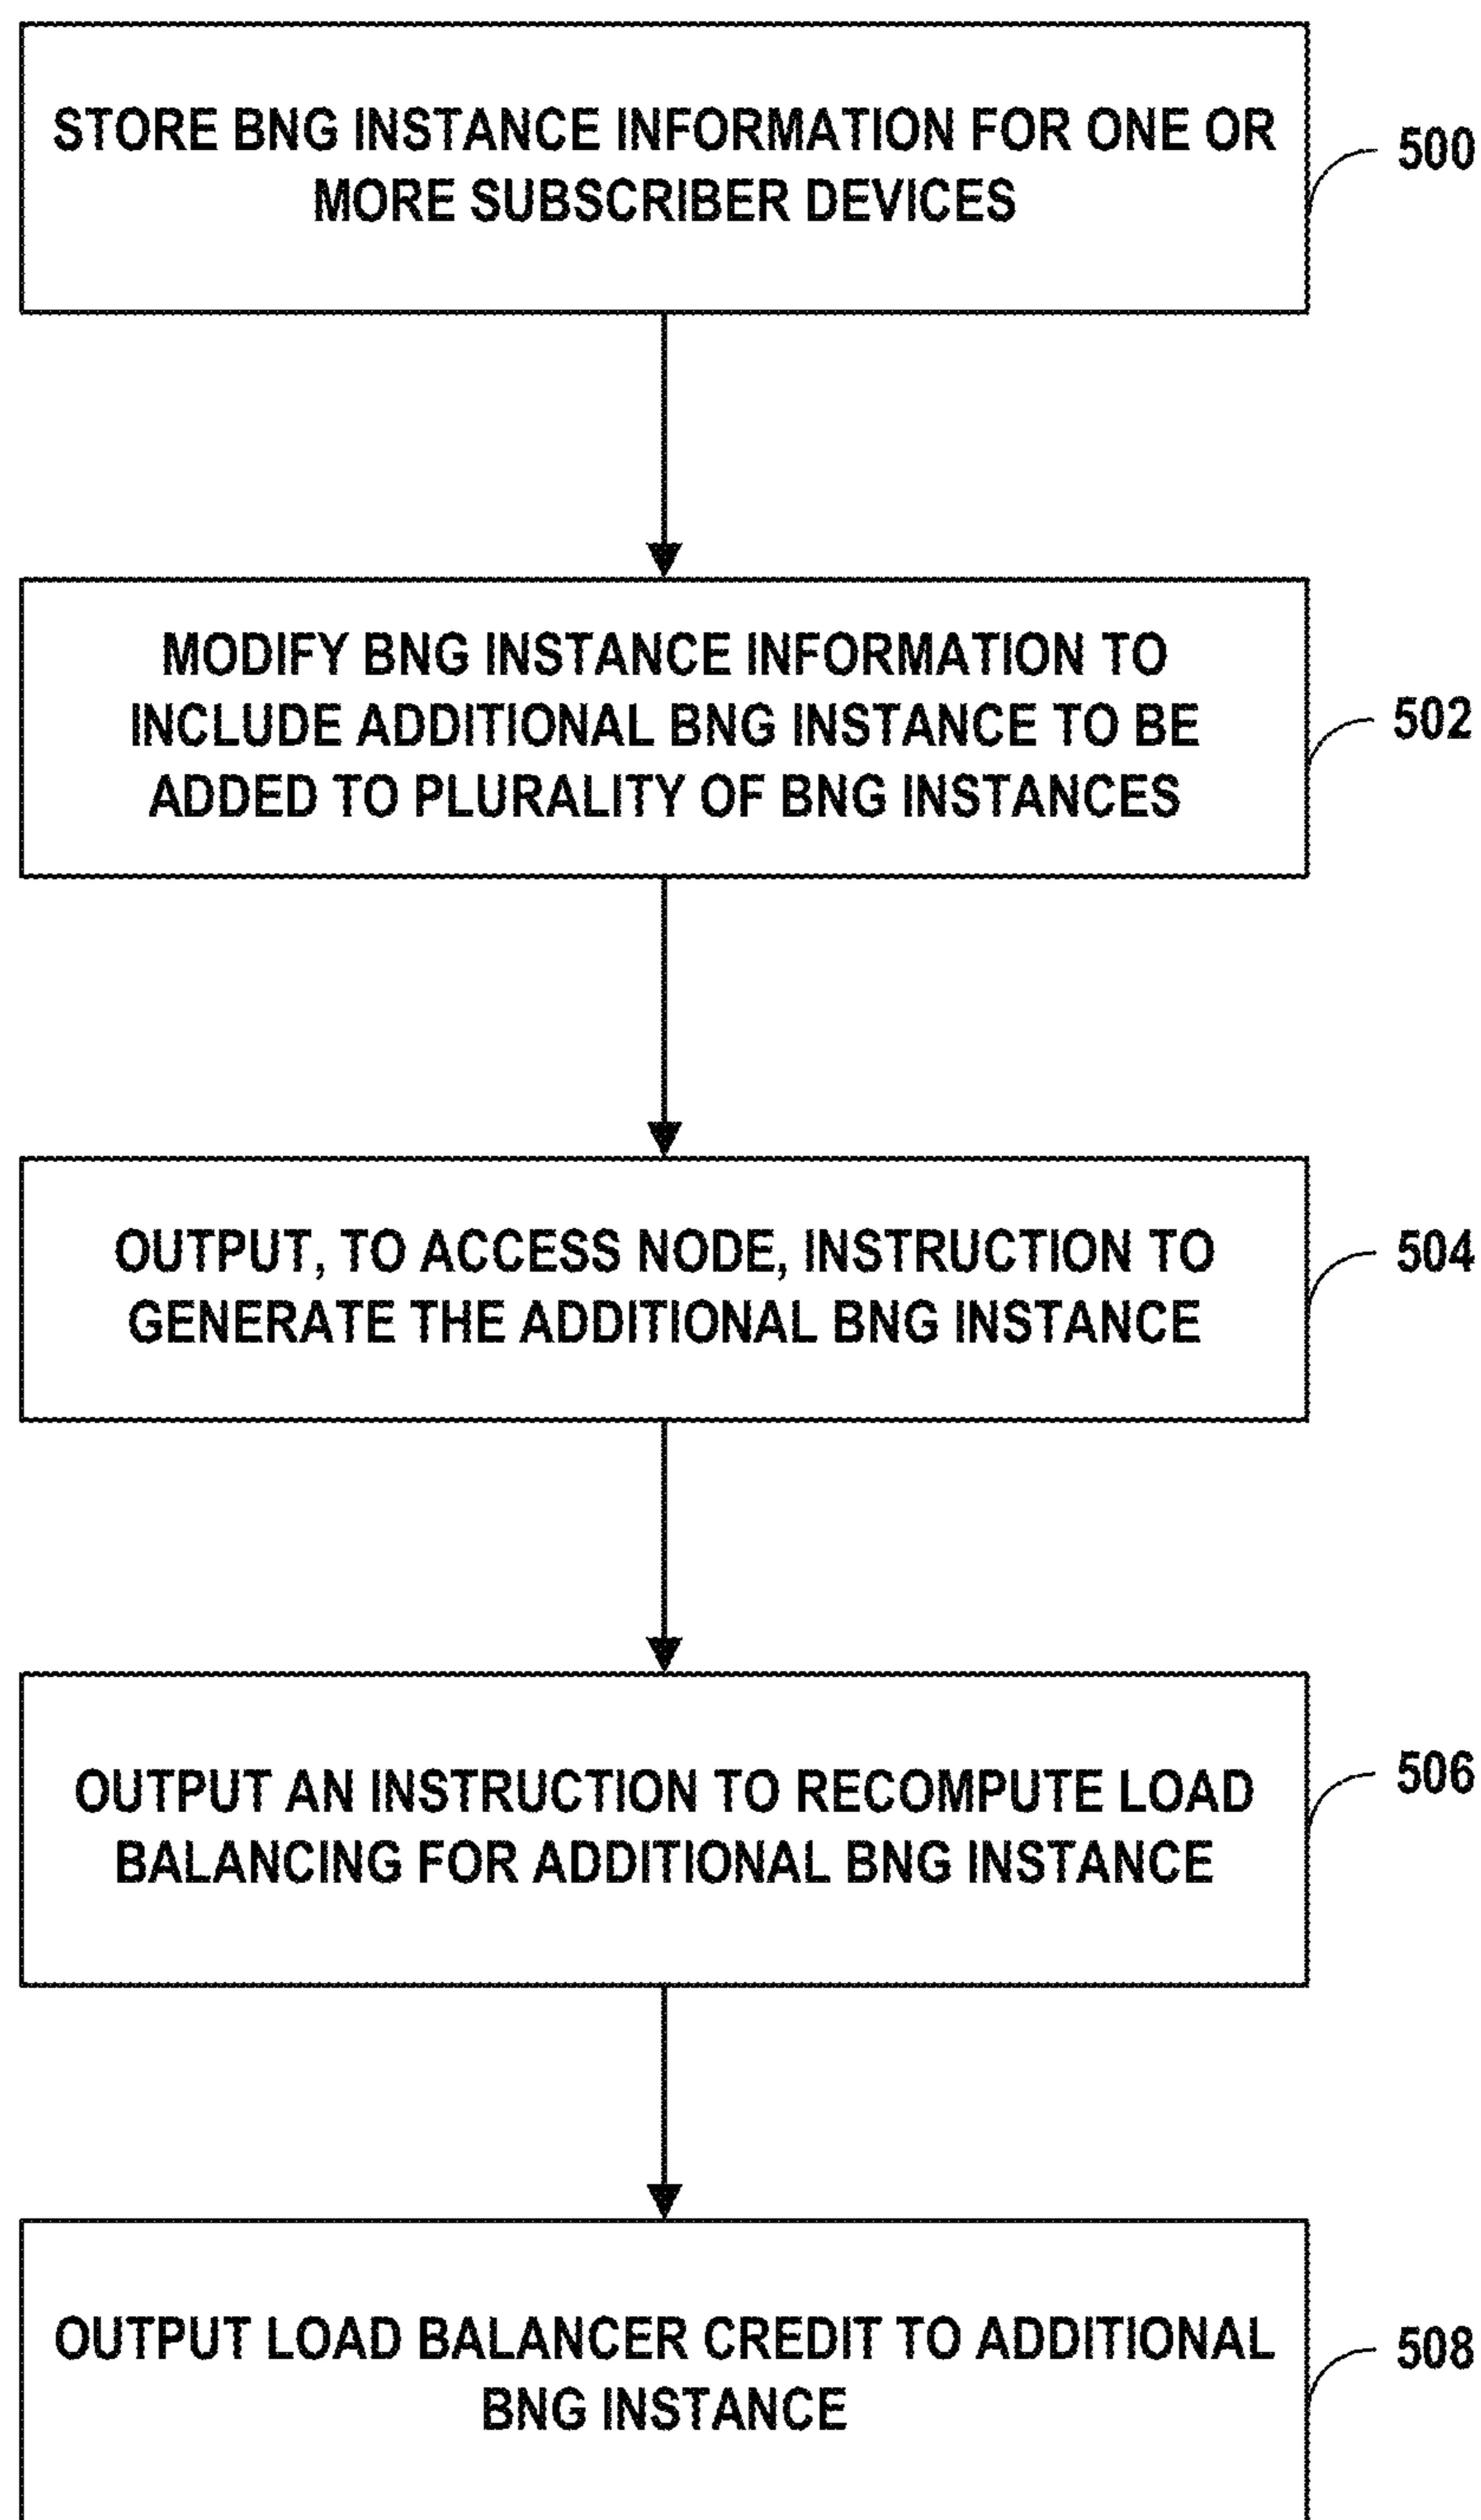 STORE BNG INSTANCE INFORMATION FOR ONE OR
MORE SUBSCRIBER DEVICES
500
MODIFY BNG INSTANCE INFORMATION TO
INCLUDE ADDITIONAL BNG INSTANCE TO BE
ADDED TO PLURALITY OF BNG INSTANCES
502
OUTPUT, TO ACCESS NODE, INSTRUCTION TO
GENERATE THE ADDITIONAL BNG INSTANCE
504
OUTPUT AN INSTRUCTION TO RECOMPUTE LOAD
BALANCING FOR ADDITIONAL BNG INSTANCE
506
OUTPUT LOAD BALANCER CREDIT TO ADDITIONAL
BNG INSTANCE
508